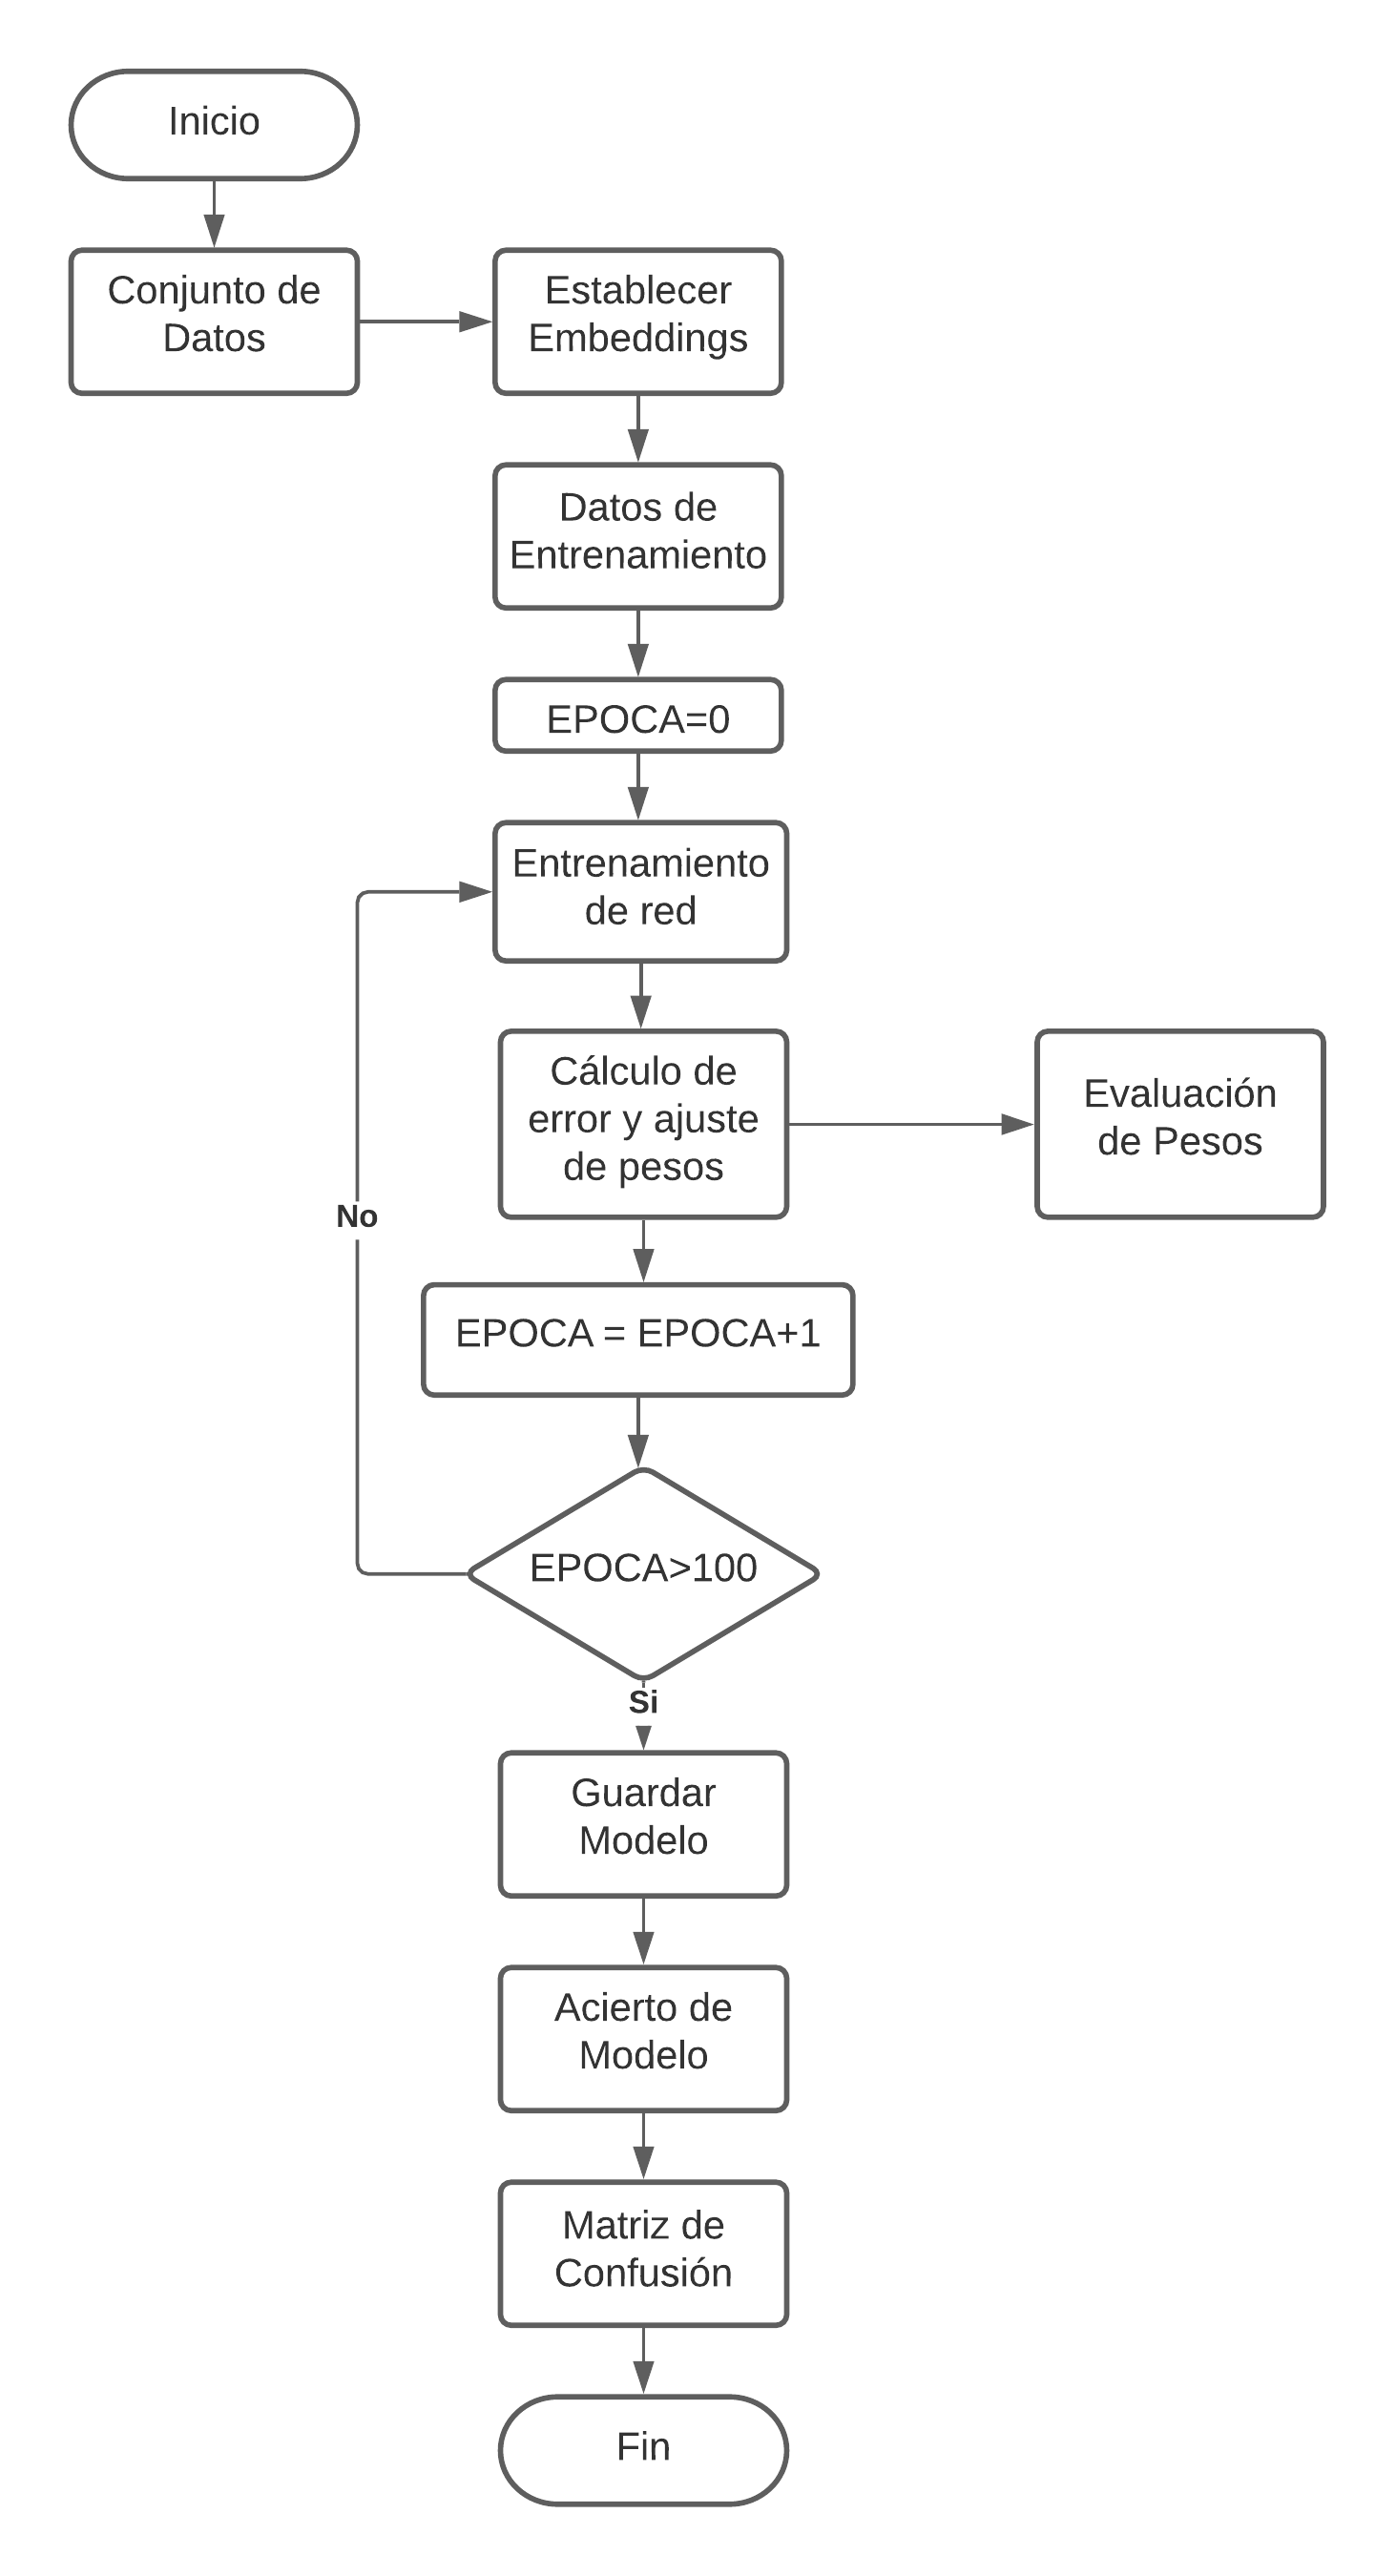 Inicio
Conjunto de
Datos
Establecer
Embeddings
Datos de
Entrenamiento
EPOCA=0
Entrenamiento
de red
Cálculo de
error y ajuste
de pesos
Evaluación
de Pesos
No
EPOCA = EPOCA+1
EPOCA>100
Si
Guardar
Modelo
Acierto de
Modelo
Matriz de
Confusión
Fin